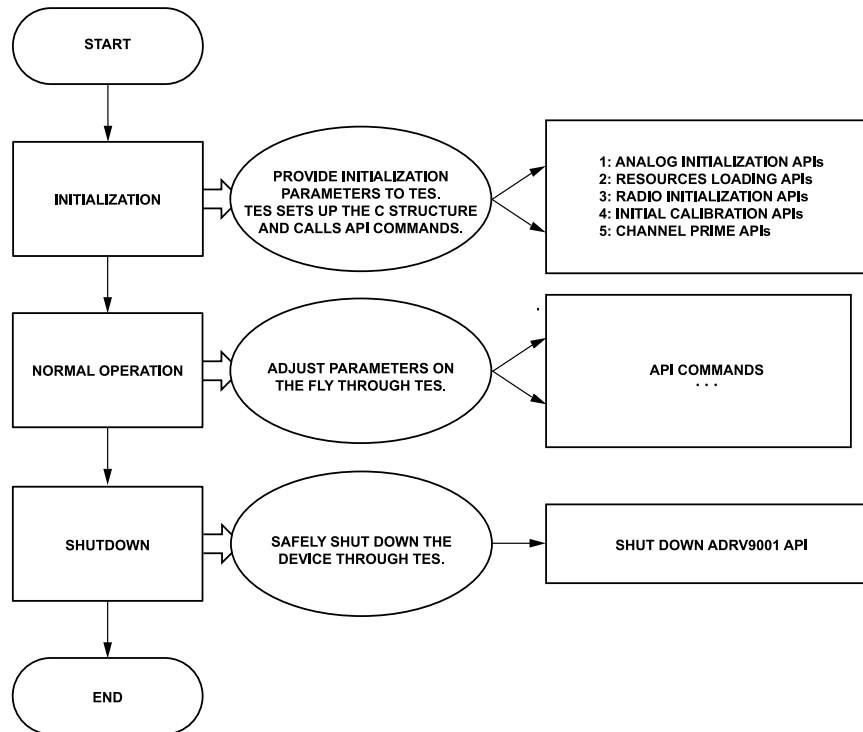 START
INITIALIZATION
PROVIDE INITIALIZATION
PARAMETERS TO TES.
TES SETS UP THE C STRUCTURE
AND CALLS API COMMANDS.
1: ANALOG INITIALIZATION APIs
2: RESOURCES LOADING APIs
3: RADIO INITIALIZATION APIs
4: INITIAL CALIBRATION APIs
5: CHANNEL PRIME APIs
NORMAL OPERATION
ADJUST PARAMETERS ON
THE FLY THROUGH TES.
API COMMANDS
. . .
SHUTDOWN
SAFELY SHUT DOWN THE
DEVICE THROUGH TES.
SHUT DOWN ADRV9001 API
END